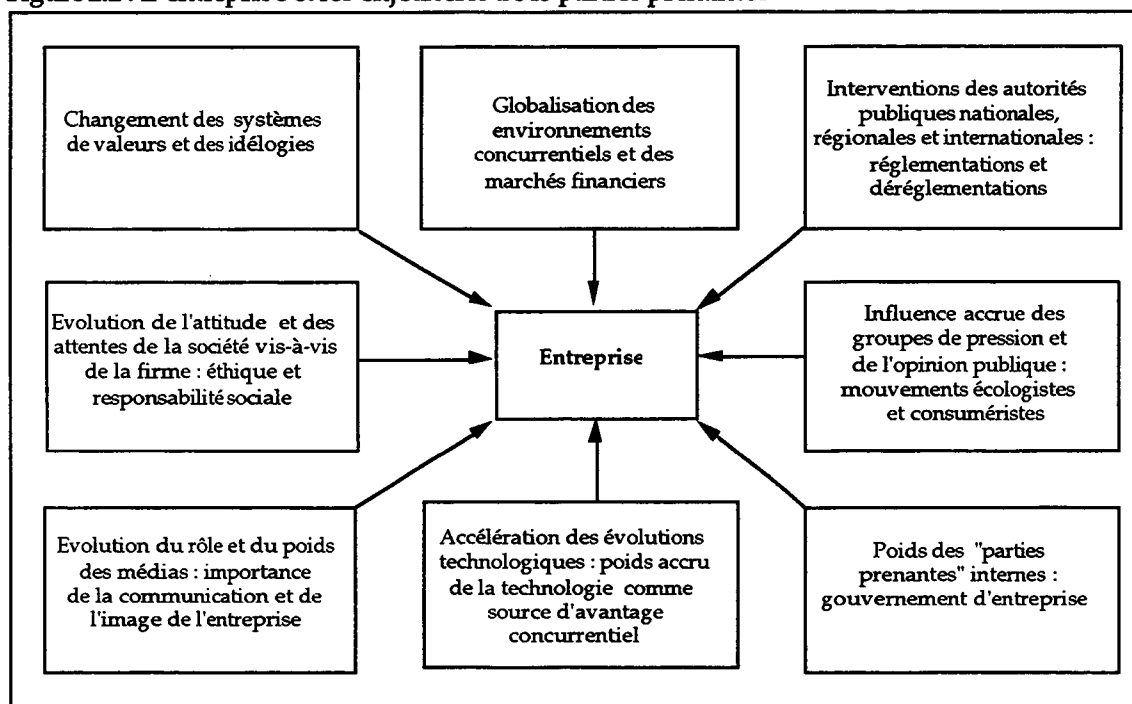 Changement des systèmes
de valeurs et des idélogies
Globalisation des
environnements
concurrentiels et des
marchés financiers
Interventions des autorités
publiques nationales,
régionales et internationales :
réglementations et
déréglementations
Evolution de l'attitude et des
attentes de la société vis-à-vis
de la firme : éthique et
responsabilité sociale
Entreprise
Influence accrue des
groupes de pression et
de l'opinion publique :
mouvements écologistes
et consuméristes
Evolution du rôle et du poids
des médias : importance
de la communication et de
l'image de l'entreprise
Accélération des évolutions
technologiques : poids accru
de la technologie comme
source d'avantage
concurrentiel
Poids des "parties
prenantes" internes :
gouvernement d'entreprise